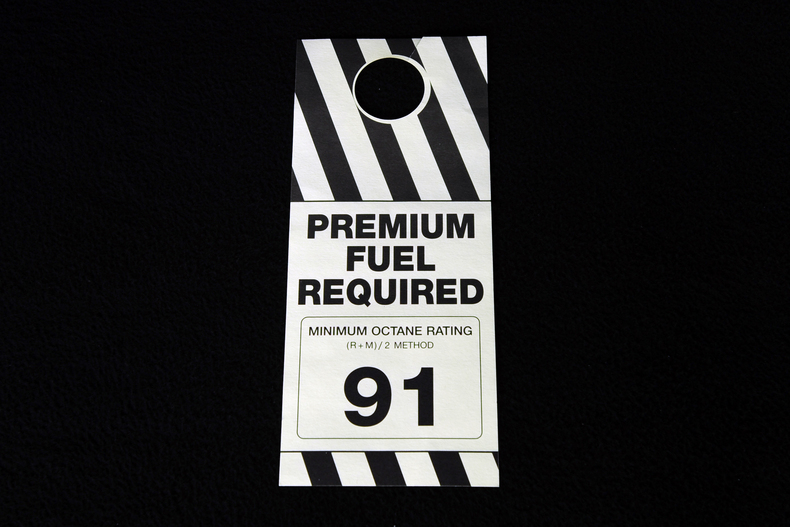 PREMIUM
FUEL
REQUIRED
MINIMUM OCTANE RATING
(R+M)/2 METHOD
91